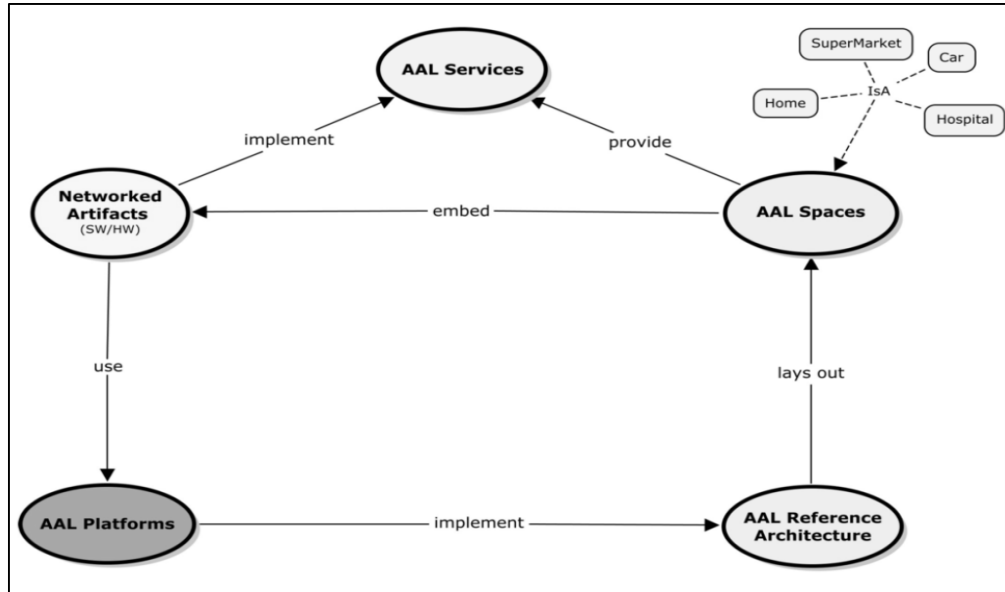 SuperMarket
AAL Services
Car
IsA
Home
Hospital
implement
provide
Networked
Artifacts
(SW/HW)
embed
AAL Spaces
use
lays out
AAL Platforms
implement
AAL Reference
Architecture